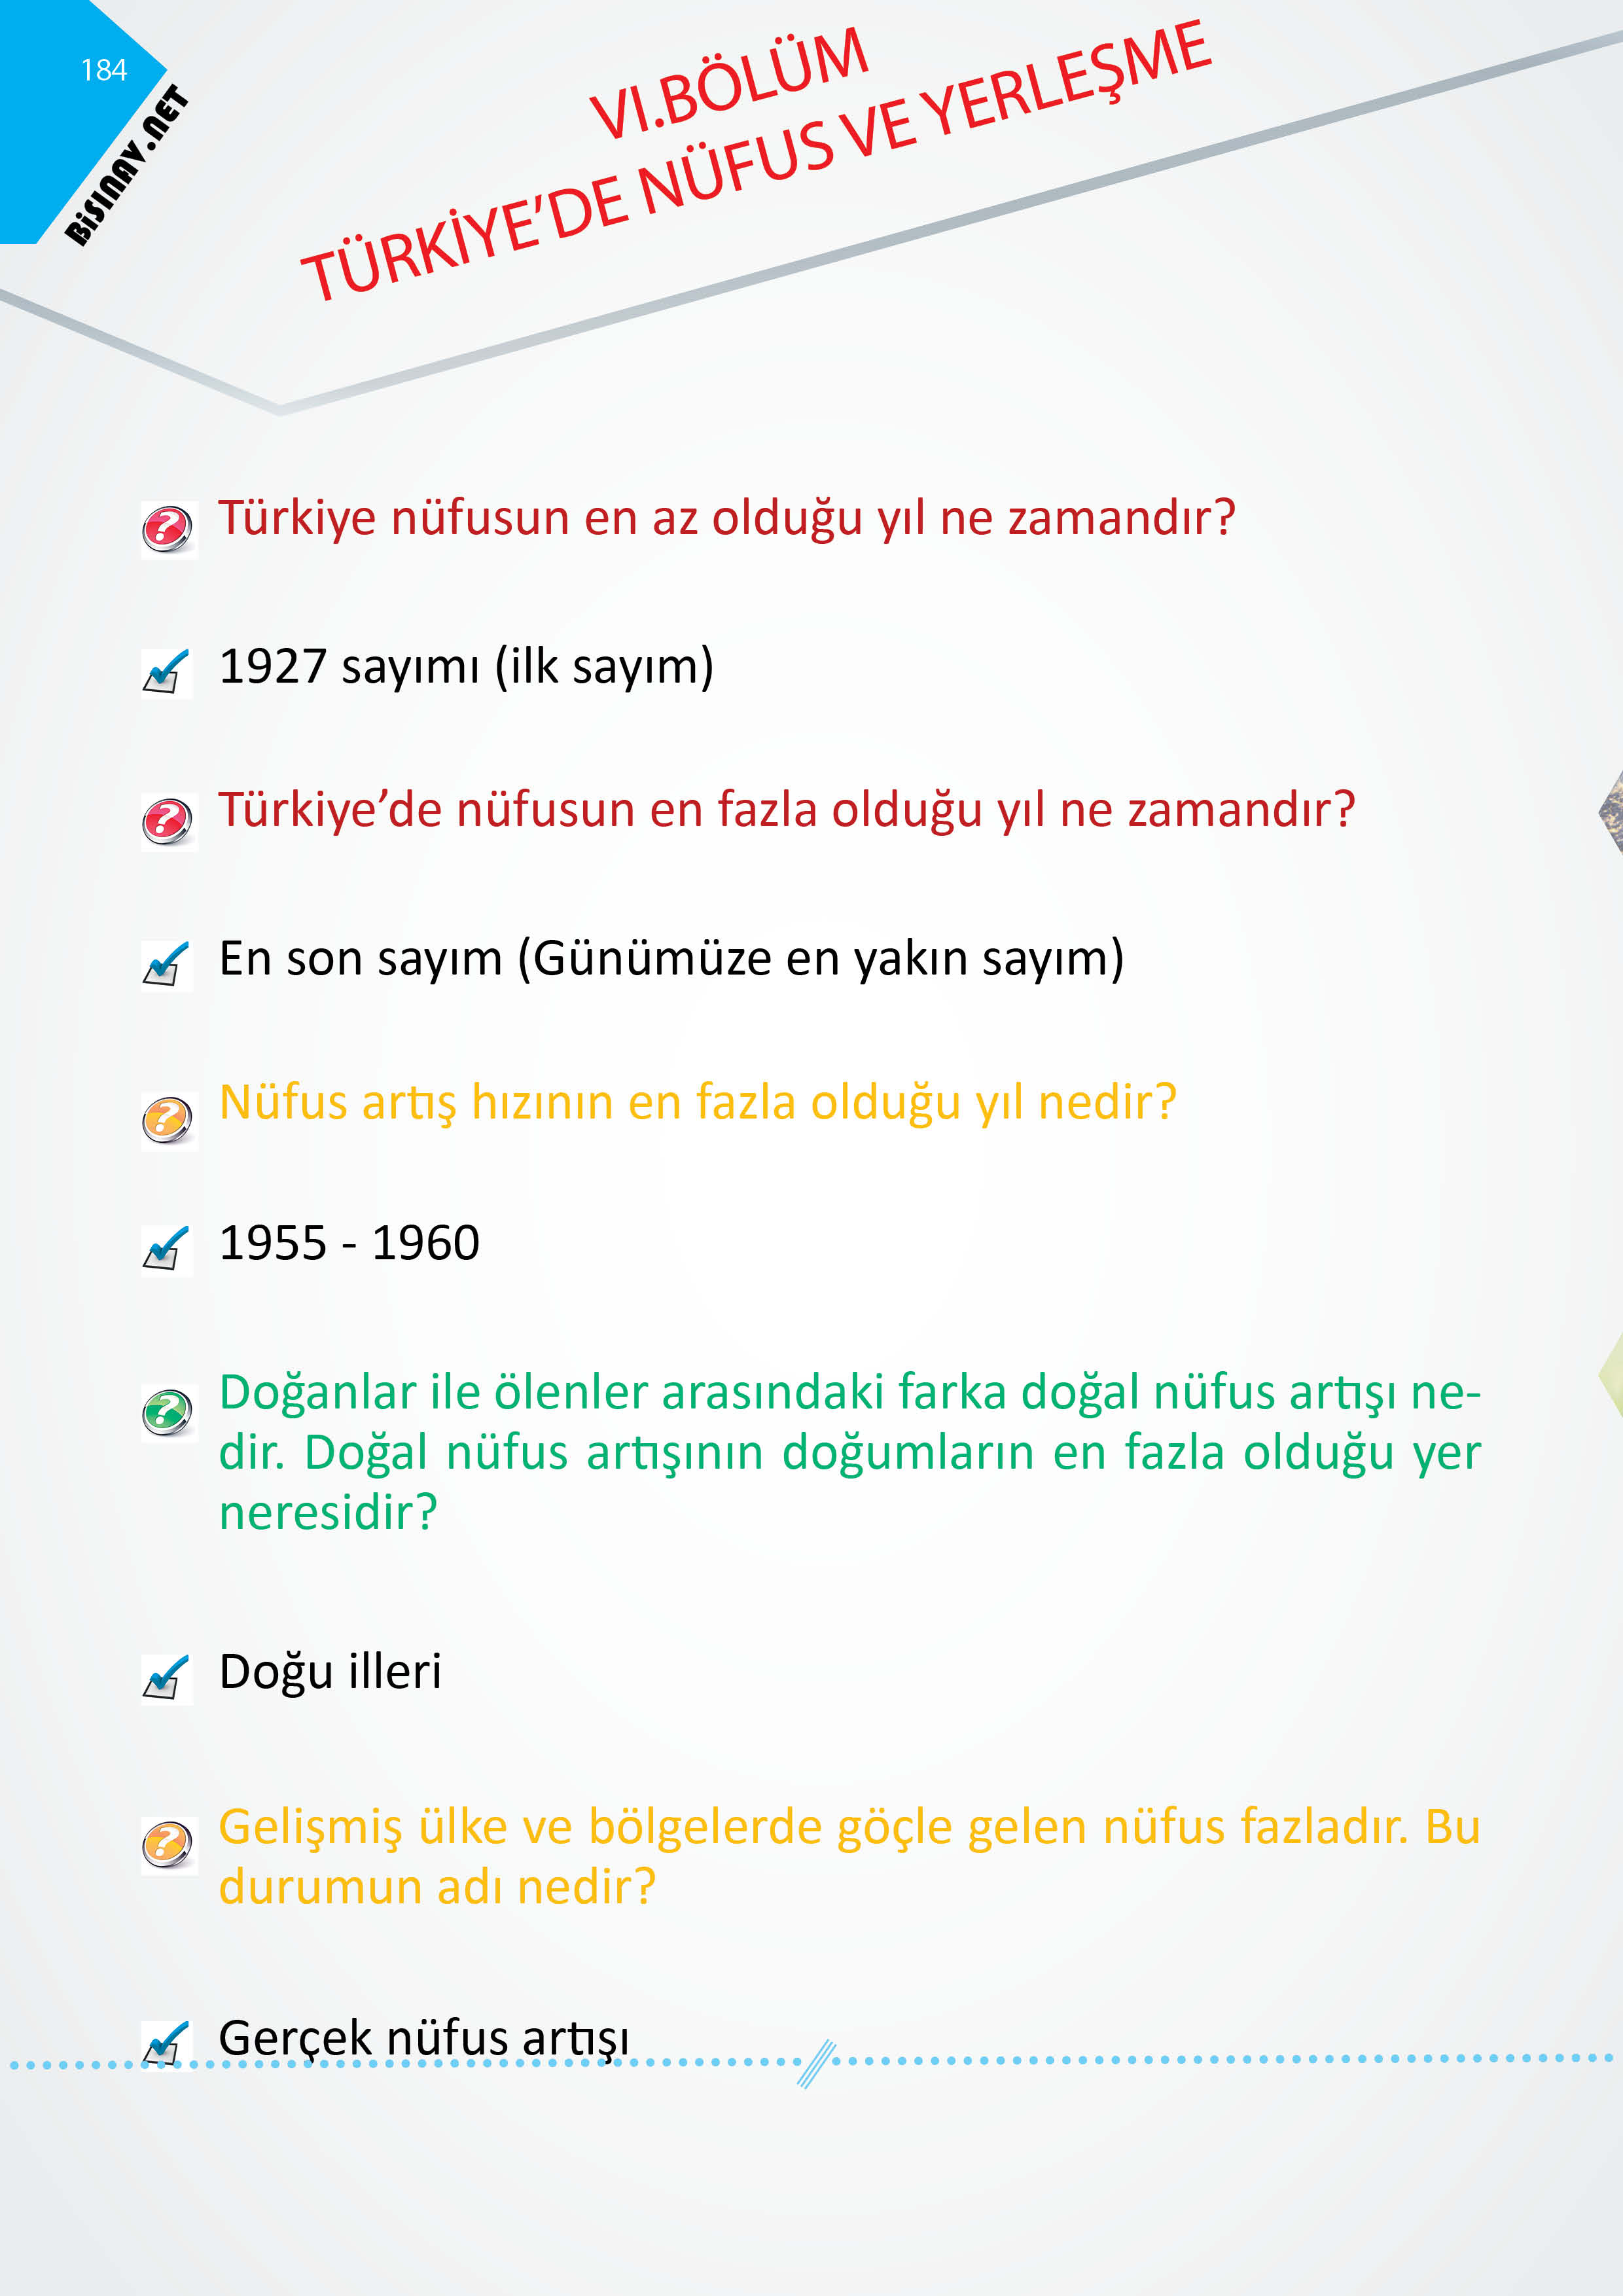 184
BiSINAV.NET
VI.BÖLÜM
TÜRKİYE’DE NÜFUS VE YERLEŞME
Türkiye nüfusun en az olduğu yıl ne zamandır?
1927 sayımı (ilk sayım)
Türkiye’de nüfusun en fazla olduğu yıl ne zamandır?
En son sayım (Günümüze en yakın sayım)
Nüfus artış hızının en fazla olduğu yıl nedir?
1955 - 1960
Doğanlar ile ölenler arasındaki farka doğal nüfus artışı ne-
dir. Doğal nüfus artışının doğumların en fazla olduğu yer
neresidir?
Doğu illeri
Gelişmiş ülke ve bölgelerde göçle gelen nüfus fazladır. Bu
durumun adı nedir?
Gerçek nüfus artışı